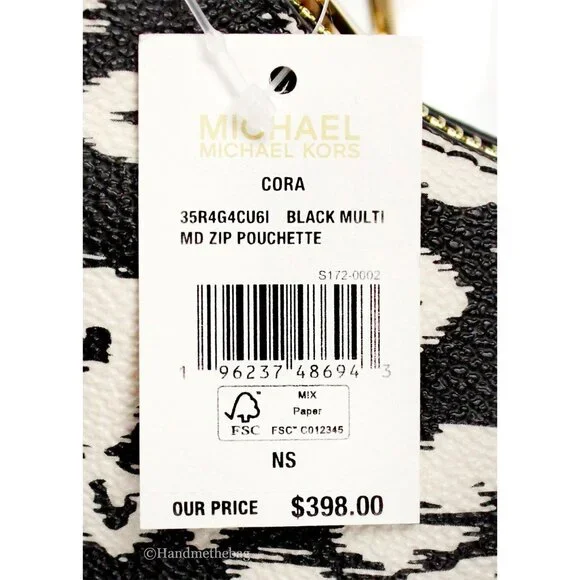 MICHAEL
MICHAEL KORS
CORA
35R4G4CU6I BLACK MULTI
MD ZIP POUCHETTE
S172-0002
1 96237 48694 3
MIX
Paper
FSC™ C012345
FSC
NS
OUR PRICE $398.00
©Handmethebag